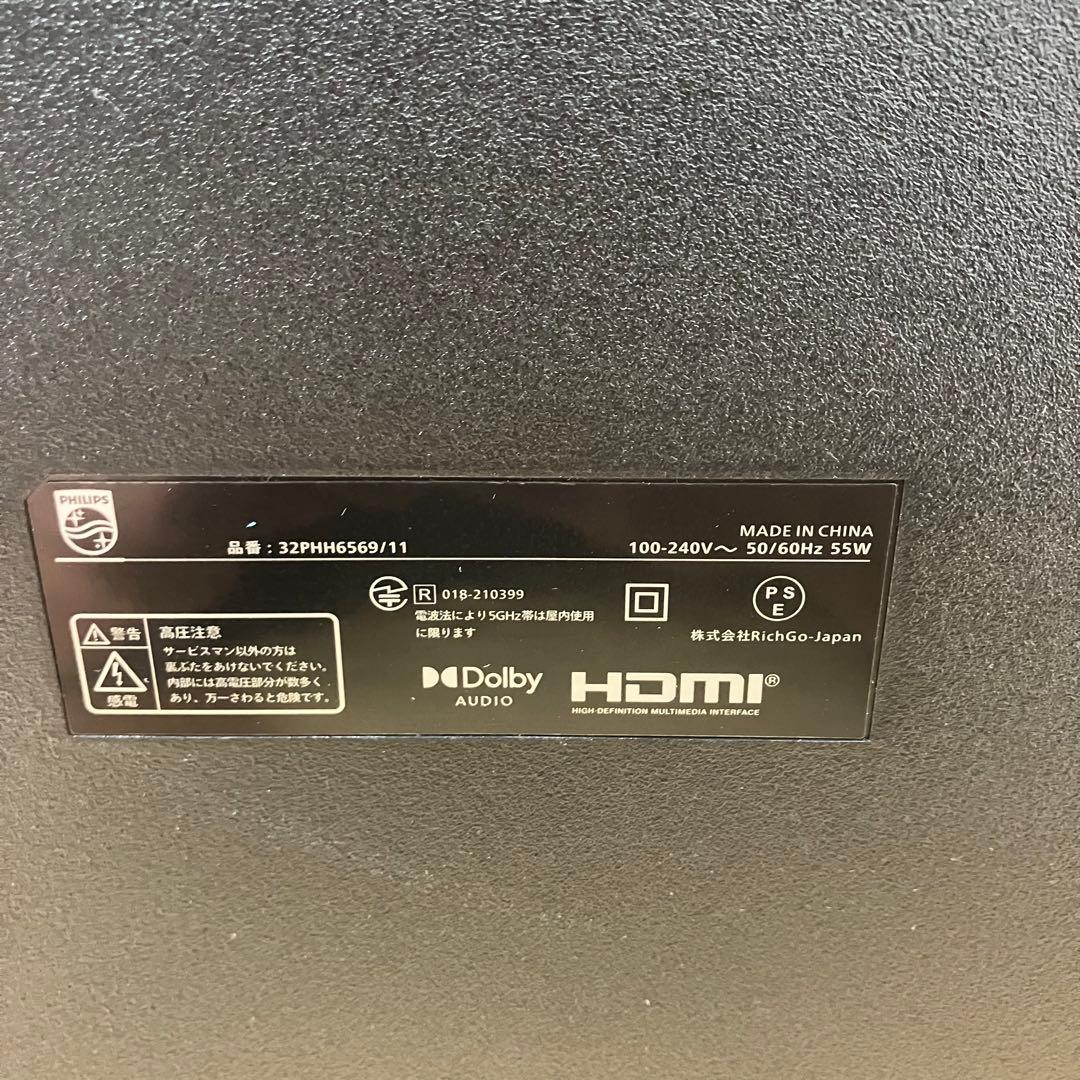 PHILIPS
品番：32PHH6569/11
MADE IN CHINA
100-240V～ 50/60Hz 55W
R 018-210399
電波法により5GHz帯は屋内使用
に限ります
PSE
株式会社RichGo-Japan
警告
感電
高圧注意
サービスマン以外の方は
裏ぶたをあけないでください。
内部には高電圧部分が数多く
あり、万一さわると危険です。
Dolby
AUDIO
HDMI®
HIGH-DEFINITION MULTIMEDIA INTERFACE